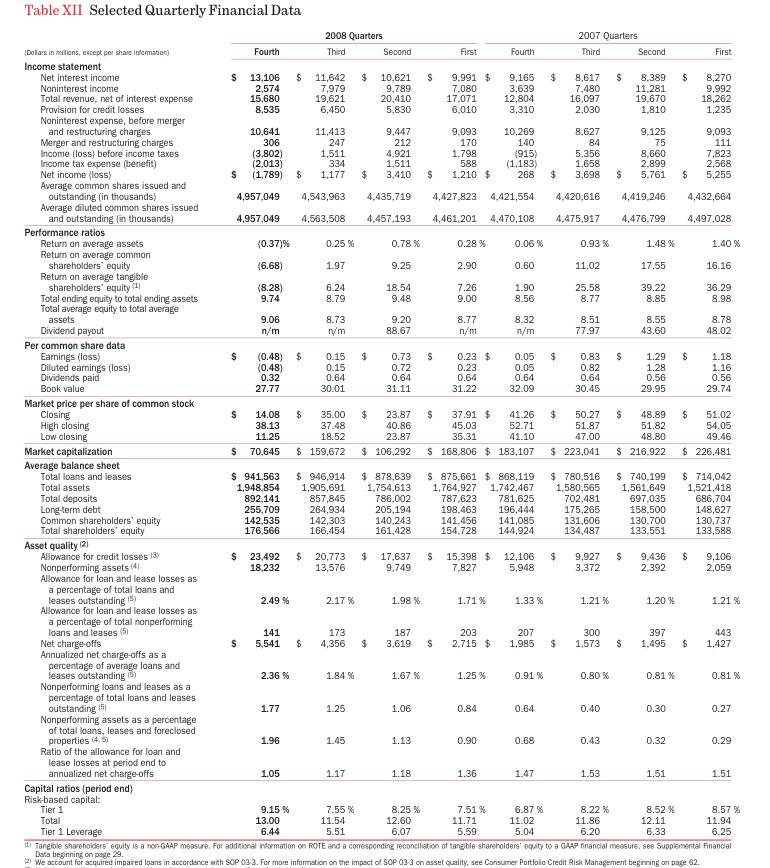 Table XII Selected Quarterly Financial Data
2008 Quarters 2007 Quarters
(Dollars in millions, except per share information) Fourth Third Second First Fourth Third Second First
Income statement
Net interest income $ 13,106 $ 11,642 $ 10,621 $ 9,991 $ 9,165 $ 8,617 $ 8,389 $ 8,270
Noninterest income 2,574 7,979 9,789 7,080 3,639 7,480 11,281 9,992
Total revenue, net of interest expense 15,680 19,621 20,410 17,071 12,804 16,097 19,670 18,262
Provision for credit losses 8,535 6,450 5,830 6,010 3,310 2,030 1,810 1,235
Noninterest expense, before merger
and restructuring charges 10,641 11,413 9,447 9,093 10,269 8,627 9,125 9,093
Merger and restructuring charges 306 247 212 170 140 84 75 111
Income (loss) before income taxes (3,802) 1,511 4,921 1,798 (915) 5,356 8,660 7,823
Income tax expense (benefit) (2,013) 334 1,511 588 (1,183) 1,658 2,899 2,568
Net income (loss) $ (1,789) $ 1,177 $ 3,410 $ 1,210 $ 268 $ 3,698 $ 5,761 $ 5,255
Average common shares issued and
outstanding (in thousands) 4,957,049 4,543,963 4,435,719 4,427,823 4,421,554 4,420,616 4,419,246 4,432,664
Average diluted common shares issued
and outstanding (in thousands) 4,957,049 4,563,508 4,457,193 4,461,201 4,470,108 4,475,917 4,476,799 4,497,028
Performance ratios
Return on average assets (0.37)% 0.25 % 0.78 % 0.28 % 0.06 % 0.93 % 1.48 % 1.40 %
Return on average common
shareholders' equity (6.68) 1.97 9.25 2.90 0.60 11.02 17.55 16.16
Return on average tangible
shareholders' equity (1) (8.28) 6.24 18.54 7.26 1.90 25.58 39.22 36.29
Total ending equity to total ending assets 9.74 8.79 9.48 9.00 8.56 8.77 8.85 8.98
Total average equity to total average
assets 9.06 8.73 9.20 8.77 8.32 8.51 8.55 8.78
Dividend payout n/m n/m 88.67 n/m n/m 77.97 43.60 48.02
Per common share data
Earnings (loss) $ (0.48) $ 0.15 $ 0.73 $ 0.23 $ 0.05 $ 0.83 $ 1.29 $ 1.18
Diluted earnings (loss) (0.48) 0.15 0.72 0.23 0.05 0.82 1.28 1.16
Dividends paid 0.32 0.64 0.64 0.64 0.64 0.64 0.56 0.56
Book value 27.77 30.01 31.11 31.22 32.09 30.45 29.95 29.74
Market price per share of common stock
Closing $ 14.08 $ 35.00 $ 23.87 $ 37.91 $ 41.26 $ 50.27 $ 48.89 $ 51.02
High closing 38.13 37.48 40.86 45.03 52.71 51.87 51.82 54.05
Low closing 11.25 18.52 23.87 35.31 41.10 47.00 48.80 49.46
Market capitalization $ 70,645 $ 159,672 $ 106,292 $ 168,806 $ 183,107 $ 223,041 $ 216,922 $ 226,481
Average balance sheet
Total loans and leases $ 941,563 $ 946,914 $ 878,639 $ 875,661 $ 868,119 $ 780,516 $ 740,199 $ 714,042
Total assets 1,948,854 1,905,691 1,754,613 1,764,927 1,742,467 1,580,565 1,561,649 1,521,418
Total deposits 892,141 857,845 786,002 787,623 781,625 702,481 697,035 686,704
Long-term debt 255,709 264,934 205,194 198,463 196,444 175,265 158,500 148,627
Common shareholders' equity 142,535 142,303 140,243 141,456 141,085 131,606 130,700 130,737
Total shareholders' equity 176,566 166,454 161,428 154,728 144,924 134,487 133,551 133,588
Asset quality (2)
Allowance for credit losses (3) $ 23,492 $ 20,773 $ 17,637 $ 15,398 $ 12,106 $ 9,927 $ 9,436 $ 9,106
Nonperforming assets (4) 18,232 13,576 9,749 7,827 5,948 3,372 2,392 2,059
Allowance for loan and lease losses as
a percentage of total loans and
leases outstanding (5) 2.49 % 2.17 % 1.98 % 1.71 % 1.33 % 1.21 % 1.20 % 1.21 %
Allowance for loan and lease losses as
a percentage of total nonperforming
loans and leases (5) 141 173 187 203 207 300 397 443
Net charge-offs $ 5,541 $ 4,356 $ 3,619 $ 2,715 $ 1,985 $ 1,573 $ 1,495 $ 1,427
Annualized net charge-offs as a
percentage of average loans and
leases outstanding (5) 2.36 % 1.84 % 1.67 % 1.25 % 0.91 % 0.80 % 0.81 % 0.81 %
Nonperforming loans and leases as a
percentage of total loans and leases
outstanding (5) 1.77 1.25 1.06 0.84 0.64 0.40 0.30 0.27
Nonperforming assets as a percentage
of total loans, leases and foreclosed
properties (4, 5) 1.96 1.45 1.13 0.90 0.68 0.43 0.32 0.29
Ratio of the allowance for loan and
lease losses at period end to
annualized net charge-offs 1.05 1.17 1.18 1.36 1.47 1.53 1.51 1.51
Capital ratios (period end)
Risk-based capital:
Tier 1 9.15 % 7.55 % 8.25 % 7.51 % 6.87 % 8.22 % 8.52 % 8.57 %
Total 13.00 11.54 12.60 11.71 11.02 11.86 12.11 11.94
Tier 1 Leverage 6.44 5.51 6.07 5.59 5.04 6.20 6.33 6.25
(1) Tangible shareholders' equity is a non-GAAP measure. For additional information on ROTE and a corresponding reconciliation of tangible shareholders' equity to a GAAP financial measure, see Supplemental Financial
Data beginning on page 29.
(2) We account for acquired impaired loans in accordance with SOP 03-3. For more information on the impact of SOP 03-3 on asset quality, see Consumer Portfolio Credit Risk Management beginning on page 62.